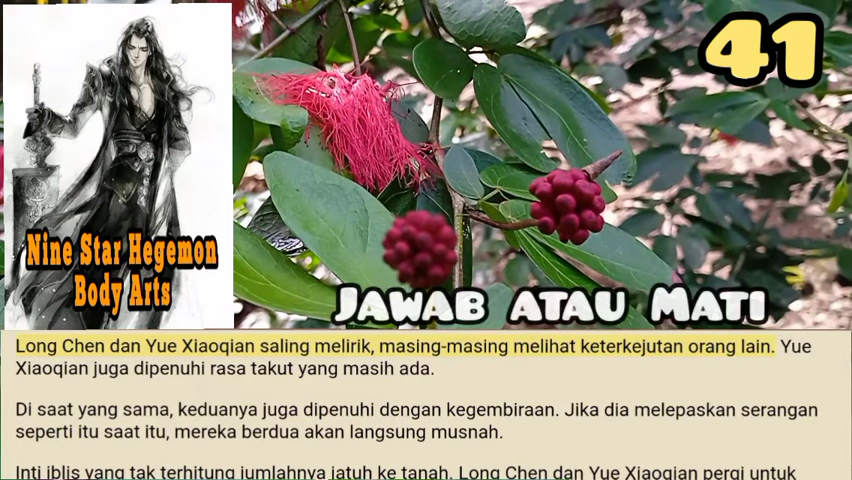 41
Nine Star Hegemon
Body Arts
Jawab atau Mati
Long Chen dan Yue Xiaoqian saling melirik, masing-masing melihat keterkejutan orang lain. Yue
Xiaoqian juga dipenuhi rasa takut yang masih ada.
Di saat yang sama, keduanya juga dipenuhi dengan kegembiraan. Jika dia melepaskan serangan
seperti itu saat itu, mereka berdua akan langsung musnah.
Inti iblis yang tak terhitung jumlahnya jatuh ke tanah. Long Chen dan Yue Xiaoqian pergi untuk